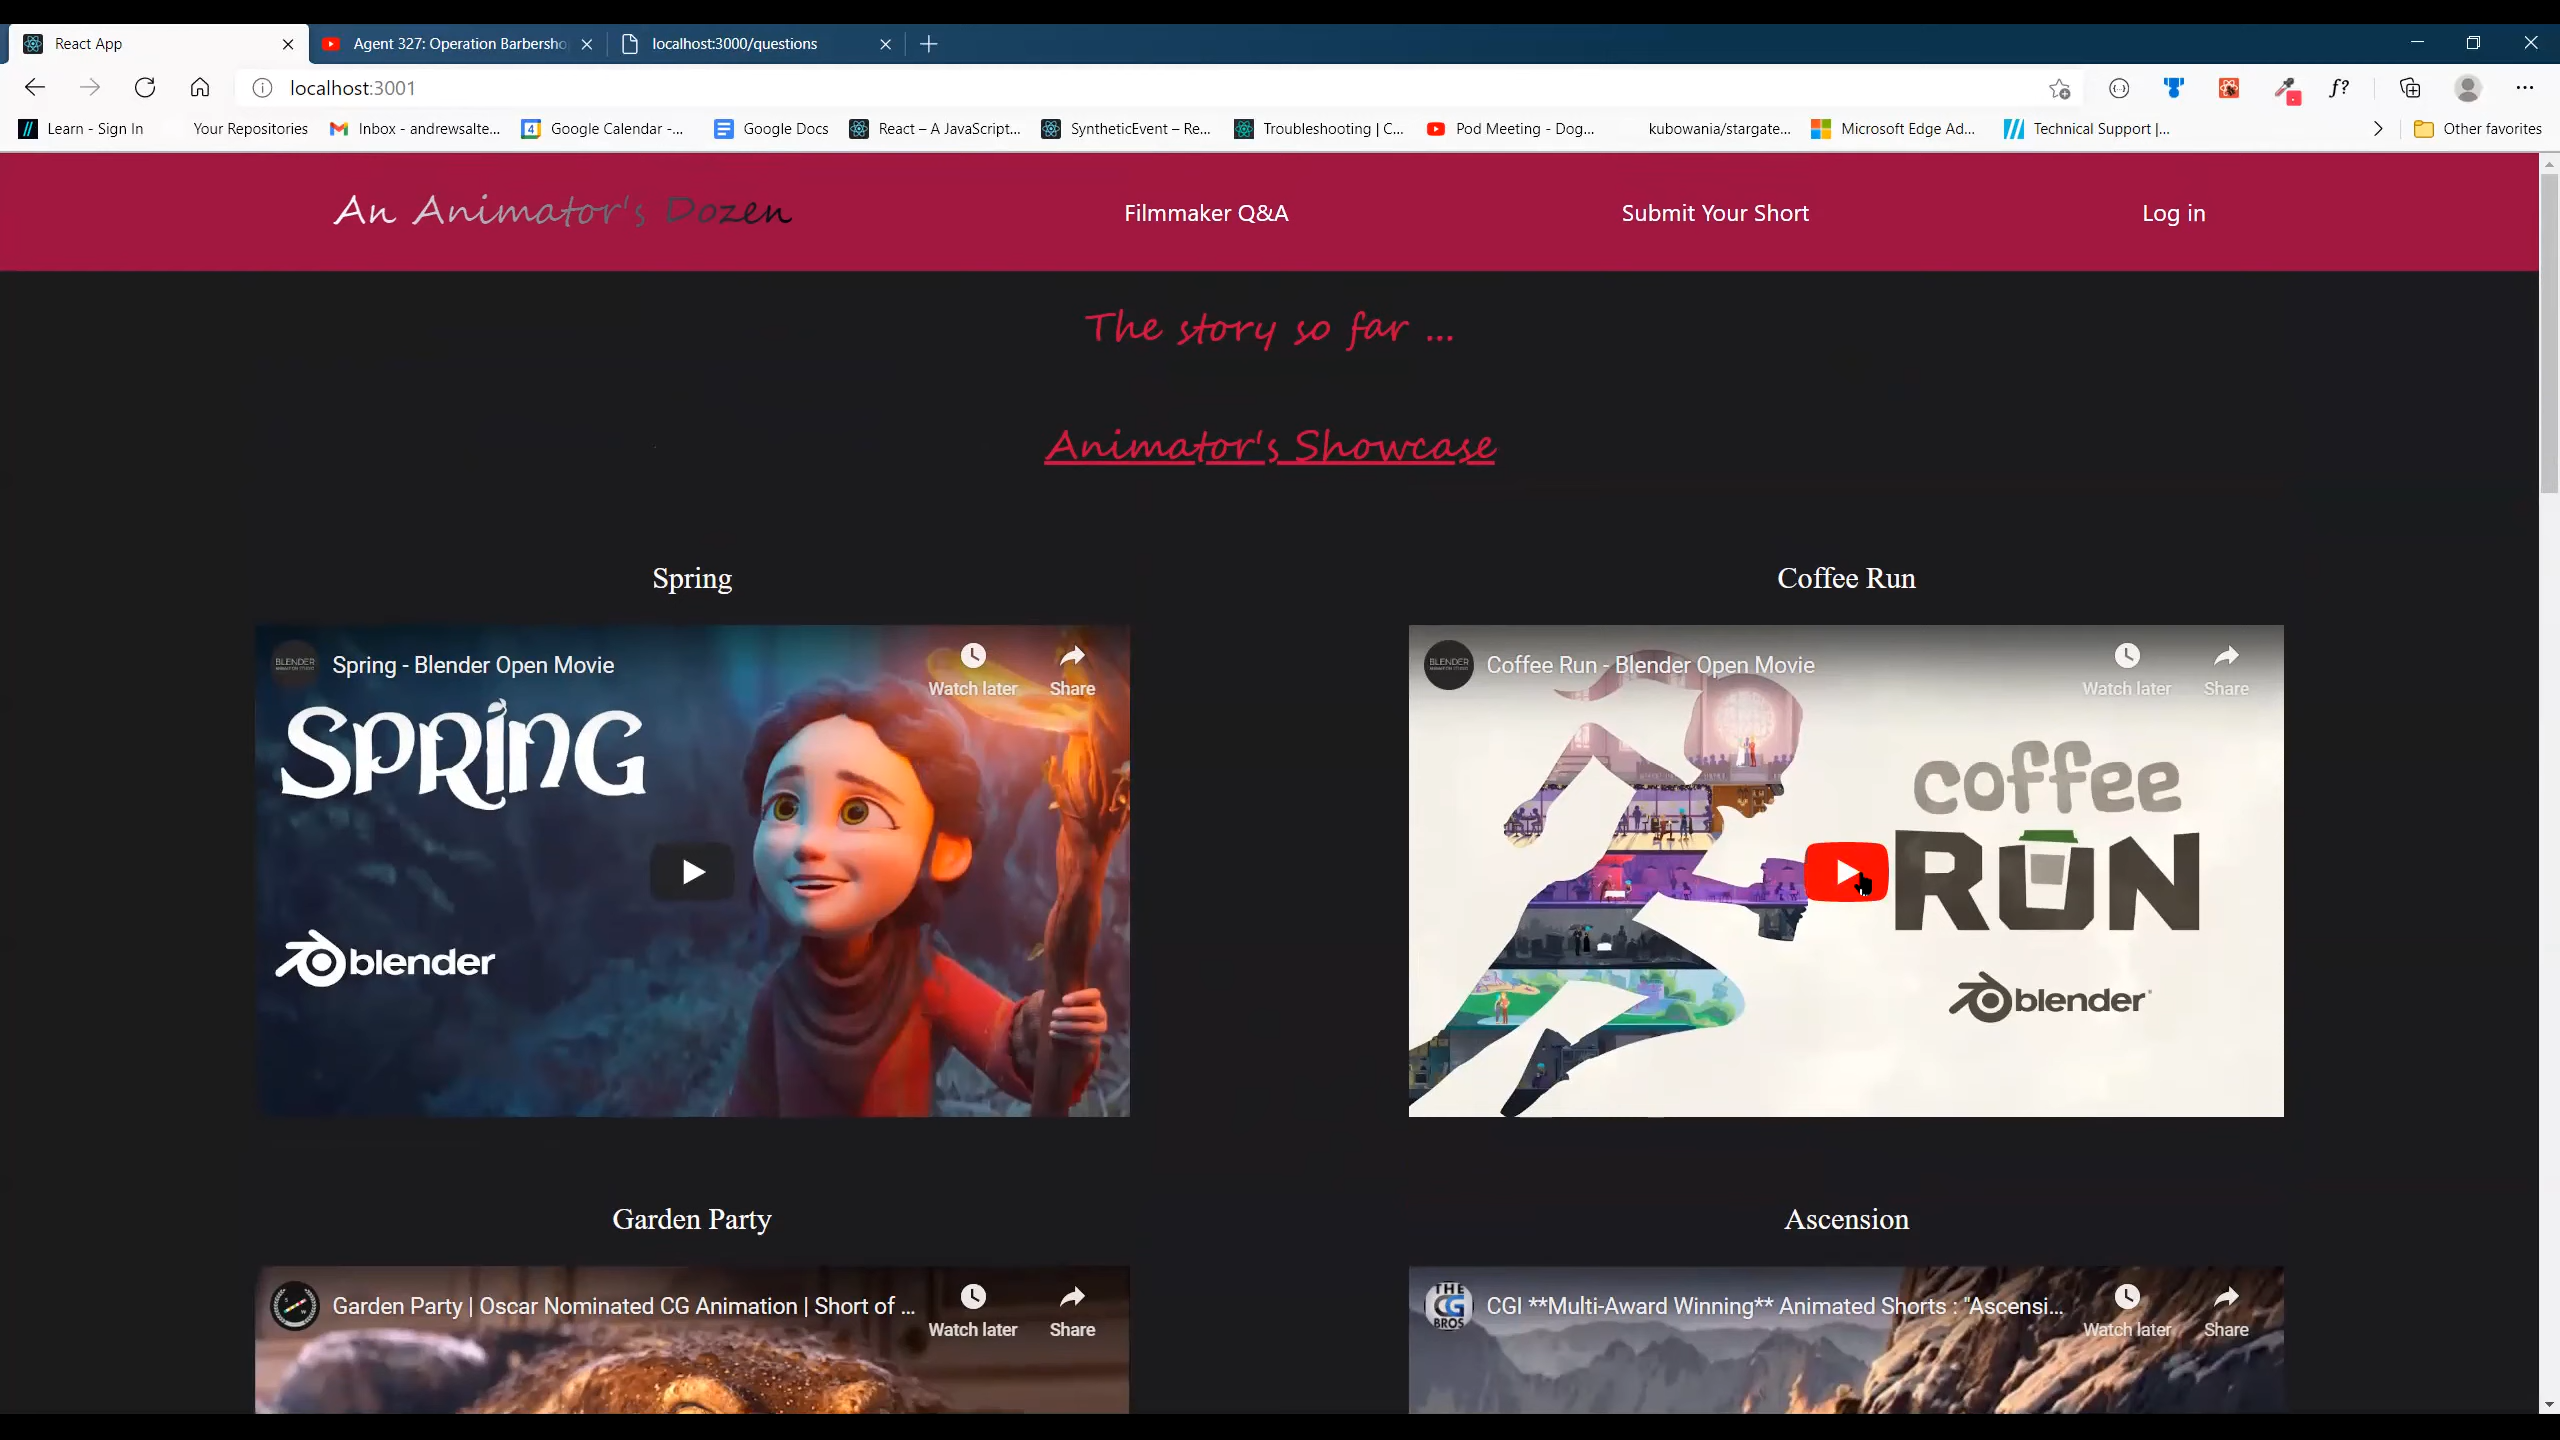 React App
Agent 327: Operation Barbersho
localhost:3000/questions
localhost:3001
Learn - Sign In
Your Repositories
Inbox - andrewsalte...
Google Calendar -...
Google Docs
React – A JavaScript...
SyntheticEvent – Re...
Troubleshooting | C...
Pod Meeting - Dog...
kubowania/stargate...
Microsoft Edge Ad...
Technical Support |...
Other favorites
An Animator's Dozen
Filmmaker Q&A
Submit Your Short
Log in
The story so far ...
Animator's Showcase
Spring
Coffee Run
BLENDER
Spring - Blender Open Movie
Watch later
Share
SPRING
blender
BLENDER
Coffee Run - Blender Open Movie
Watch later
Share
coffee
RUN
blender
Garden Party
Ascension
Garden Party | Oscar Nominated CG Animation | Short of ...
Watch later
Share
THE
CG
BROS
CGI **Multi-Award Winning** Animated Shorts : "Ascensi...
Watch later
Share